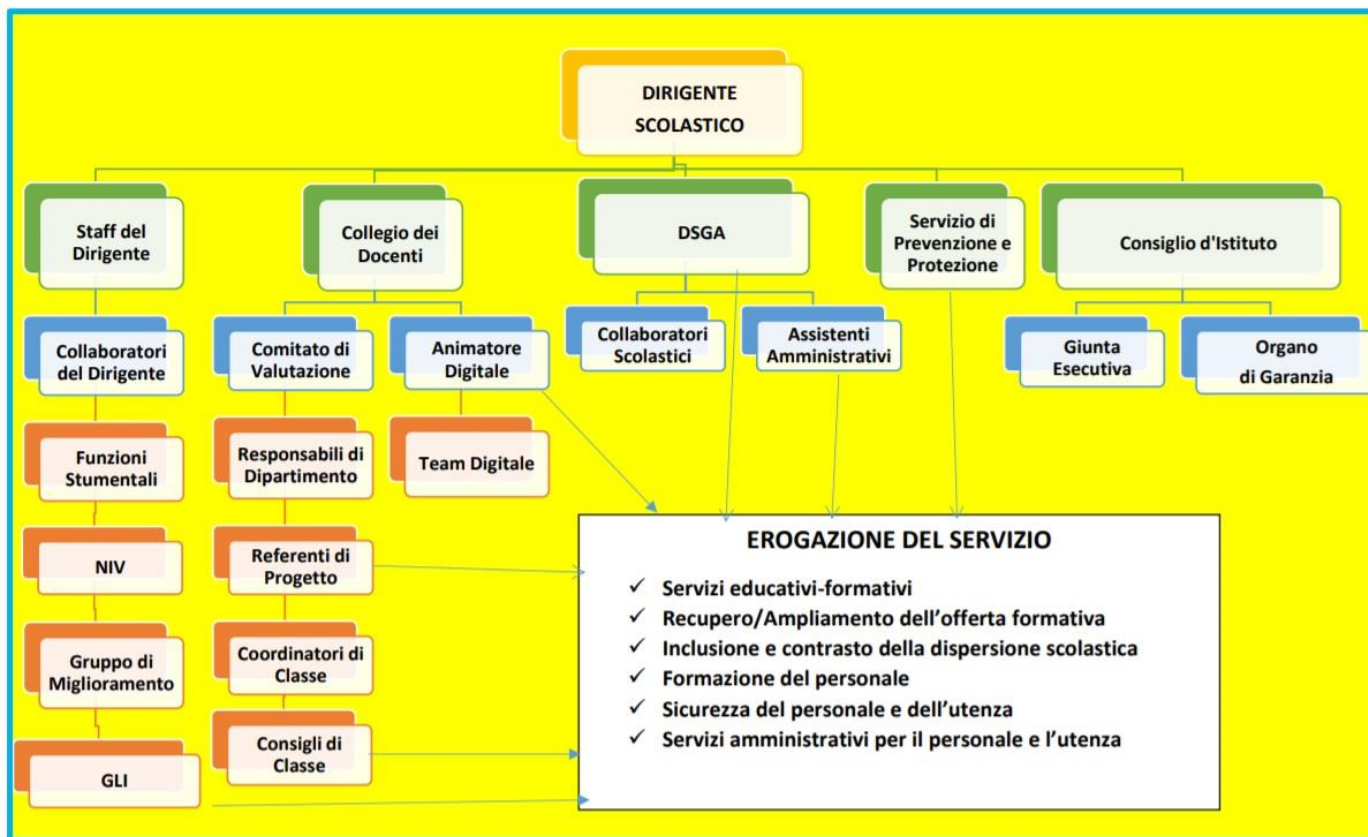 DIRIGENTE
SCOLASTICO
Staff del
Dirigente
Collegio dei
Docenti
DSGA
Servizio di
Prevenzione e
Protezione
Consiglio d'Istituto
Collaboratori
del Dirigente
Comitato di
Valutazione
Animatore
Digitale
Collaboratori
Scolastici
Assistenti
Amministrativi
Giunta
Esecutiva
Organo
di Garanzia
Funzioni
Stumentali
Responsabili di
Dipartimento
Team Digitale
NIV
Referenti di
Progetto
Gruppo di
Miglioramento
Coordinatori di
Classe
GLI
Consigli di
Classe
EROGAZIONE DEL SERVIZIO
✓ Servizi educativi-formativi
✓ Recupero/Ampliamento dell’offerta formativa
✓ Inclusione e contrasto della dispersione scolastica
✓ Formazione del personale
✓ Sicurezza del personale e dell’utenza
✓ Servizi amministrativi per il personale e l’utenza